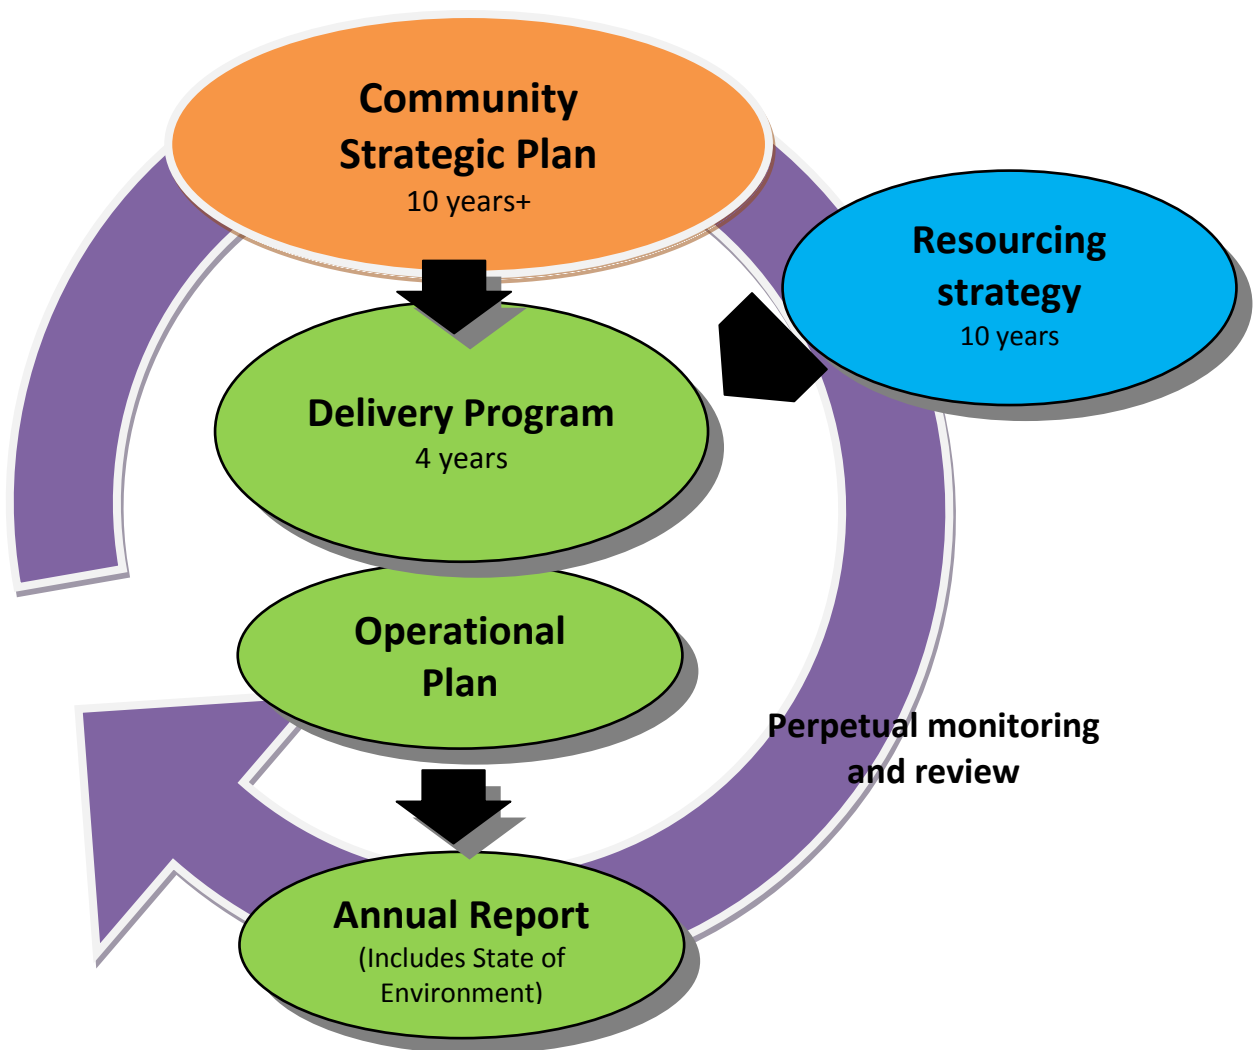 Community
Strategic Plan
10 years+
Resourcing
strategy
10 years
Delivery Program
4 years
Operational
Plan
Perpetual monitoring
and review
Annual Report
(Includes State of
Environment)